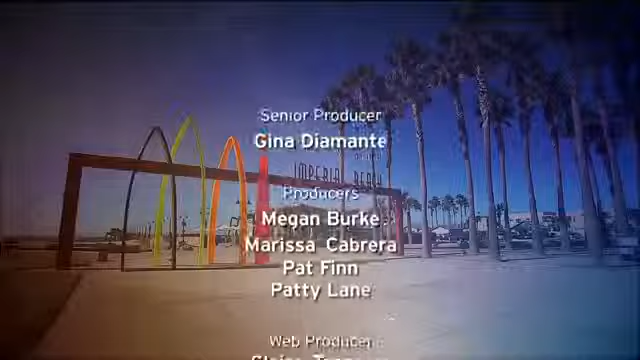 Senior Producer
Gina Diamante
IMPERIAL BEACH
Producers
Megan Burke
Marissa Cabrera
Pat Finn
Patty Lane
Web Producer